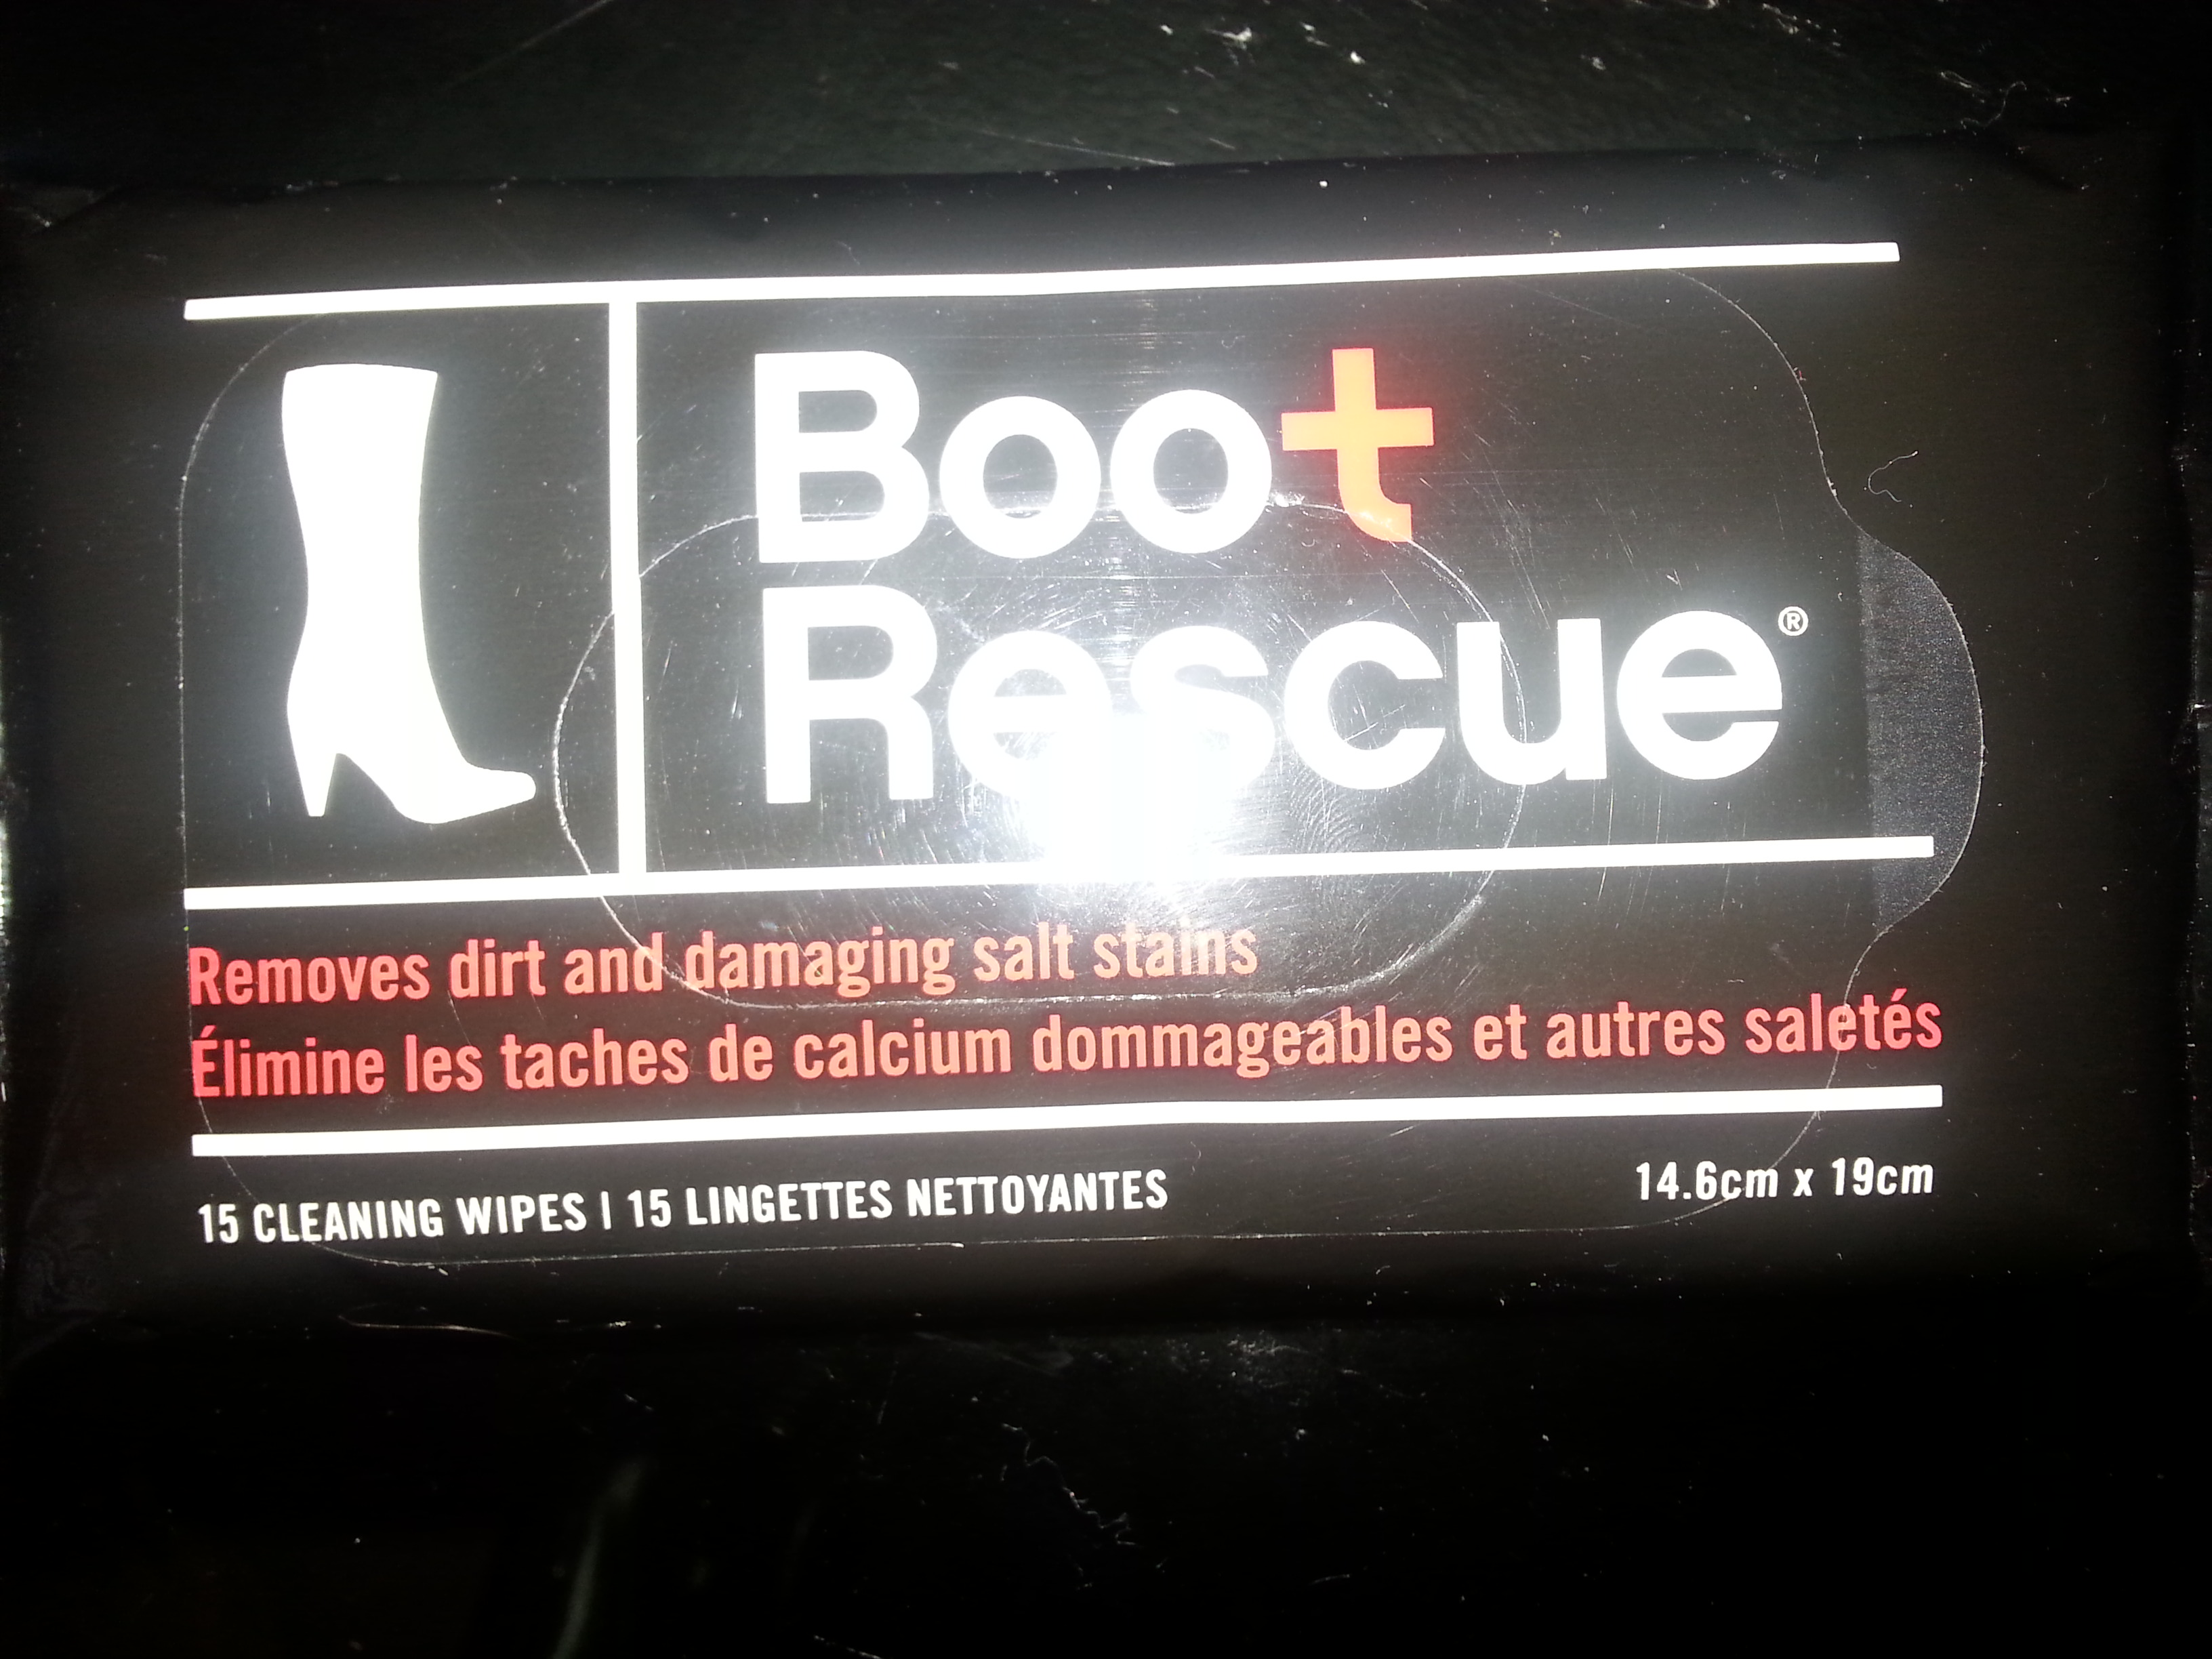 Boot
Rescue®
Removes dirt and damaging salt stains
Élimine les taches de calcium dommageables et autres saletés
15 CLEANING WIPES | 15 LINGETTES NETTOYANTES
14.6cm x 19cm